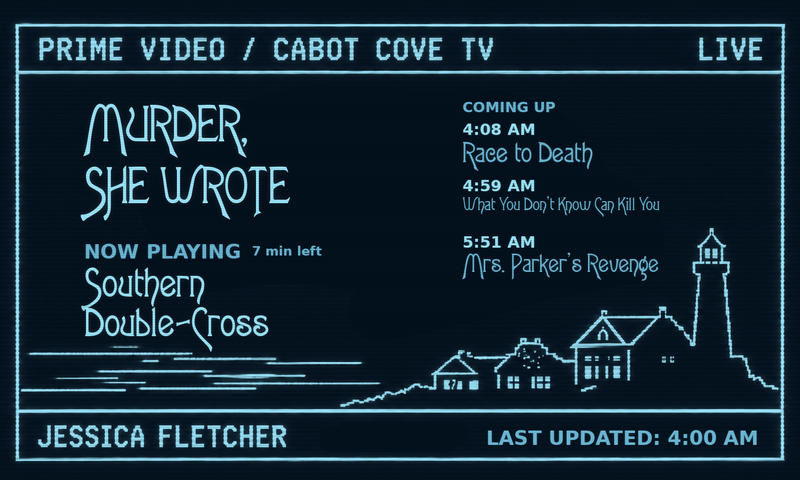 PRIME VIDEO / CABOT COVE TV
LIVE
MURDER,
SHE WROTE
NOW PLAYING 7 min left
Southern
Double-Cross
COMING UP
4:08 AM
Race to Death
4:59 AM
What You Don't Know Can Kill You
5:51 AM
Mrs. Parker's Revenge
JESSICA FLETCHER
LAST UPDATED: 4:00 AM